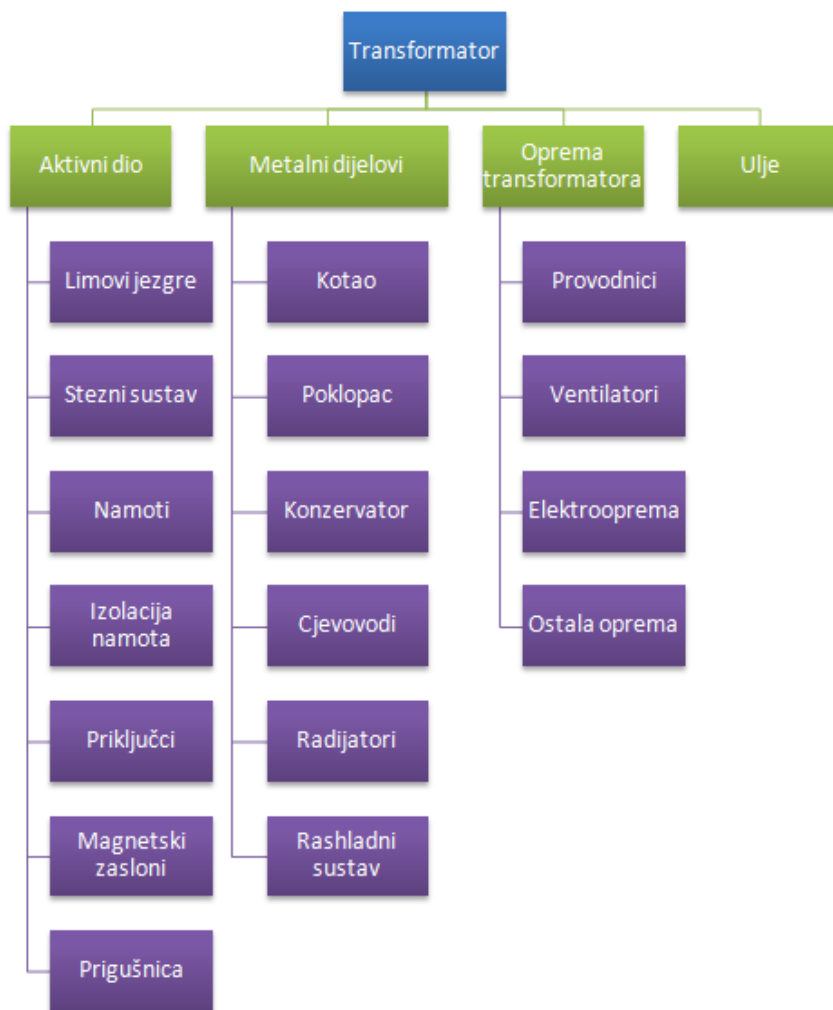 Transformator
Aktivni dio
Metalni dijelovi
Oprema
transformatora
Ulje
Limovi jezgre
Stezni sustav
Namoti
Izolacija
namota
Priključci
Magnetski
zasloni
Prigušnica
Kotao
Poklopac
Konzervator
Cjevovodi
Radijatori
Rashladni
sustav
Provodnici
Ventilatori
Elektrooprema
Ostala oprema